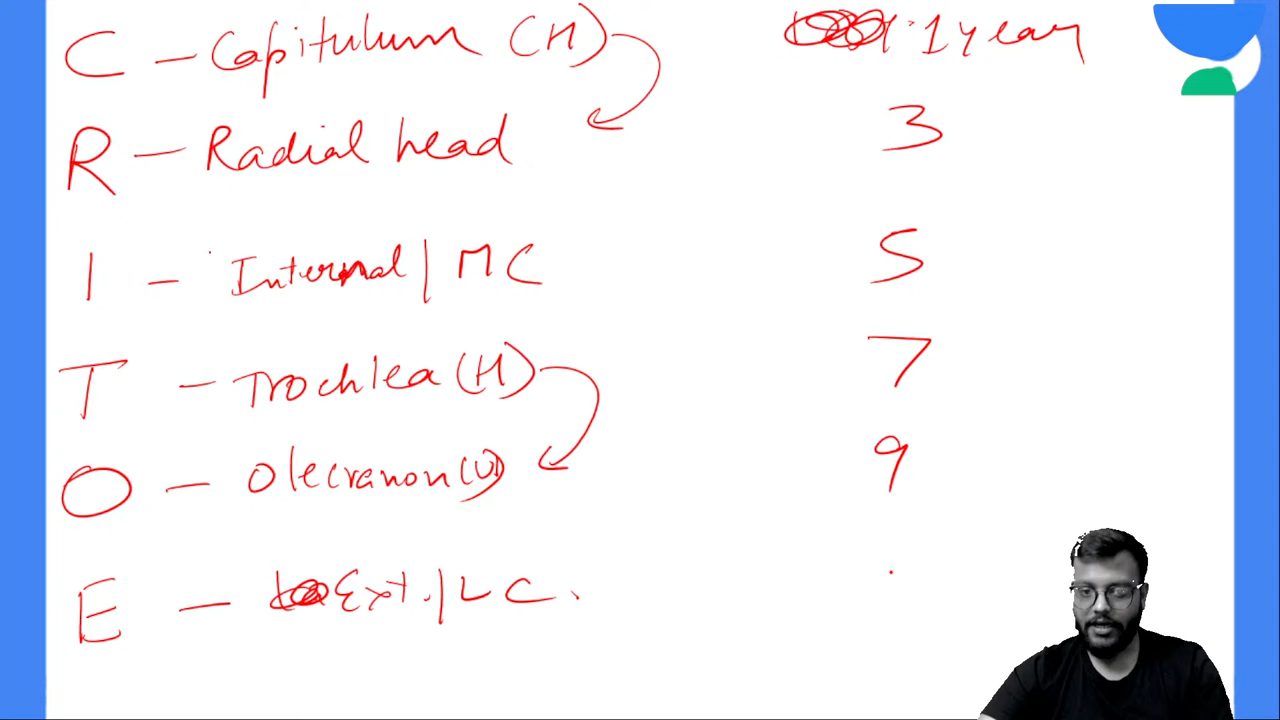 C - Capitulum (H) 1 year
R - Radial head 3
I - Internal / MC 5
T - Trochlea (H) 7
O - Olecranon (U) 9
E - Ext. / LC.